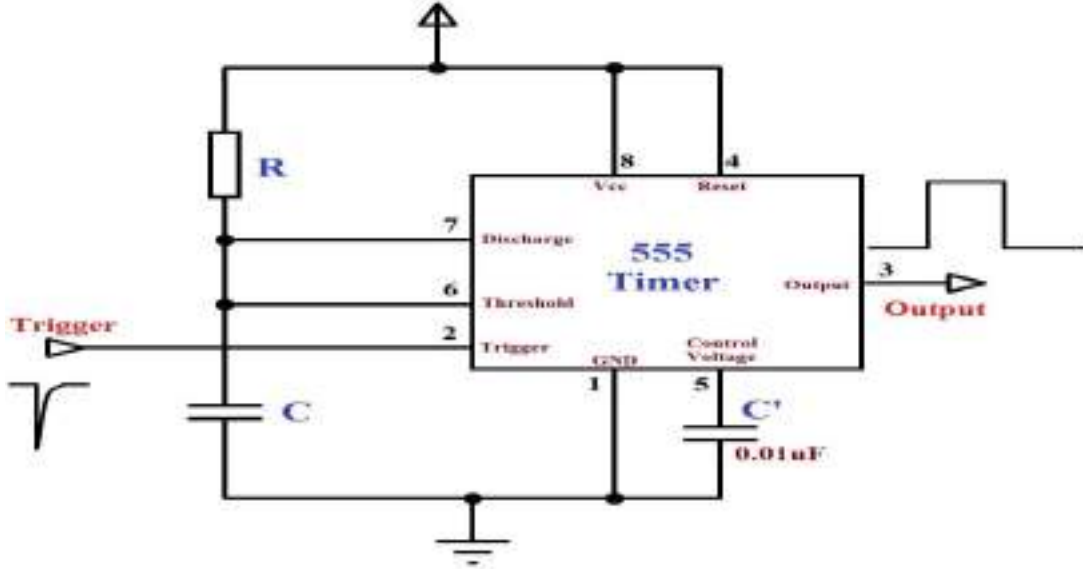 R
8
4
Vcc
Reset
7
Discharge
555
Timer
6
Threshold
Output
3
Output
Trigger
2
Trigger
Control
Voltage
GND
1
5
C
C'
0.01uF